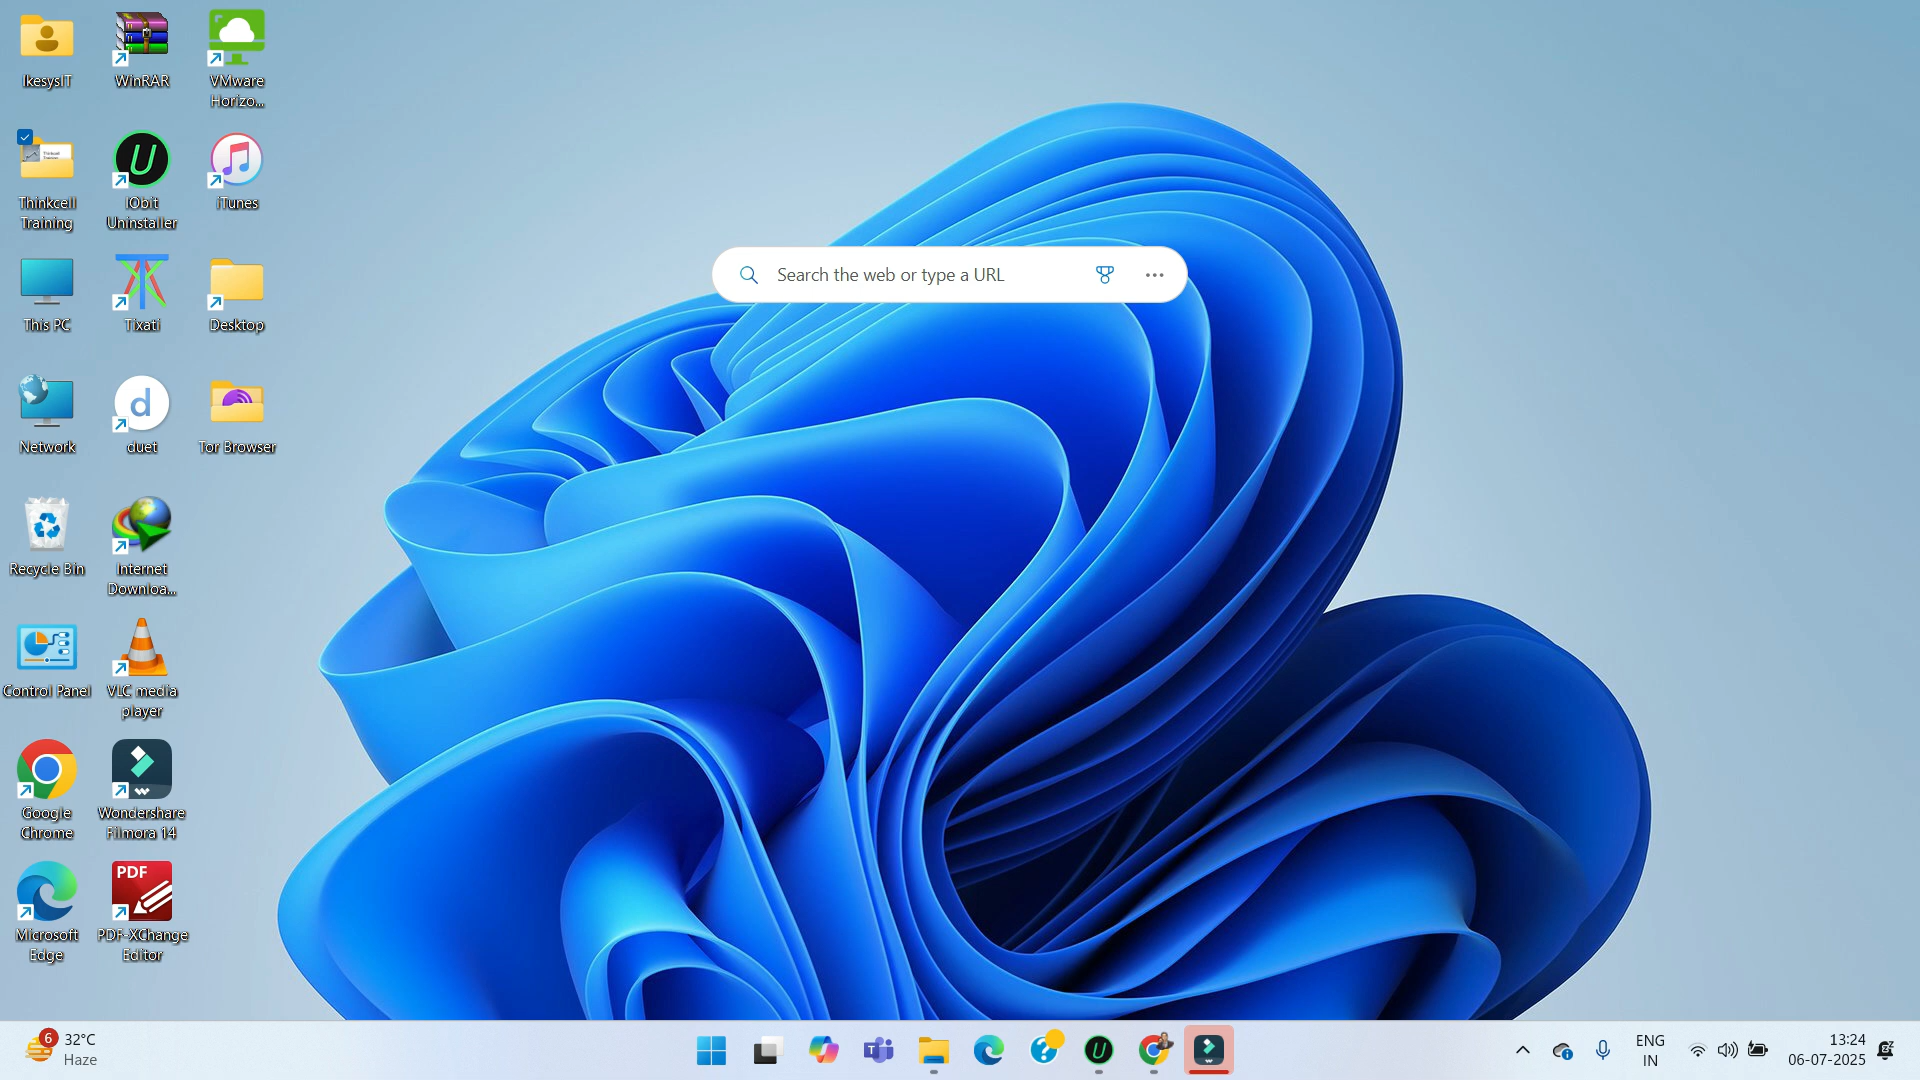 IkesysIT
WinRAR
VMware
Horizo...
Thinkcell
Training
IObit
Uninstaller
iTunes
This PC
Tixati
Desktop
Network
d
duet
Tor Browser
Recycle Bin
Internet
Downloa...
Control Panel
VLC media
player
Google
Chrome
Wondershare
Filmora 14
Microsoft
Edge
PDF
PDF-XChange
Editor
Search the web or type a URL
6
32°C
Haze
ENG
IN
13:24
06-07-2025